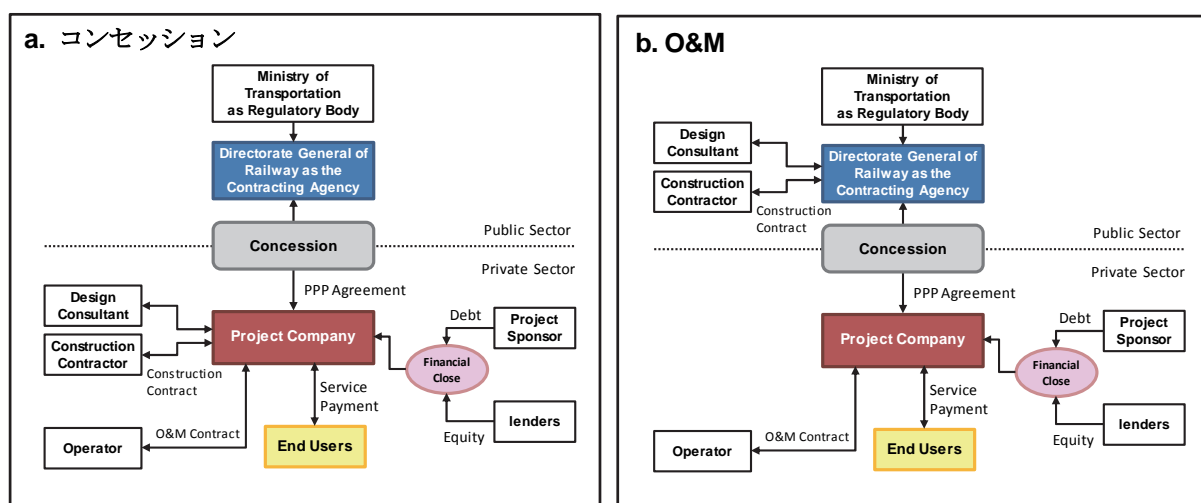 a. コンセッション
Ministry of
Transportation
as Regulatory Body
Directorate General of
Railway as the
Contracting Agency
Concession
Public Sector
Private Sector
PPP Agreement
Design
Consultant
Construction
Contractor
Construction
Contract
Project Company
Debt
Project
Sponsor
Financial
Close
Service
Payment
lenders
Equity
Operator
O&M Contract
End Users
b. O&M
Ministry of
Transportation
as Regulatory Body
Design
Consultant
Construction
Contractor
Directorate General of
Railway as the
Contracting Agency
Construction
Contract
Concession
Public Sector
Private Sector
PPP Agreement
Project Company
Debt
Project
Sponsor
Financial
Close
Service
Payment
lenders
Equity
Operator
O&M Contract
End Users